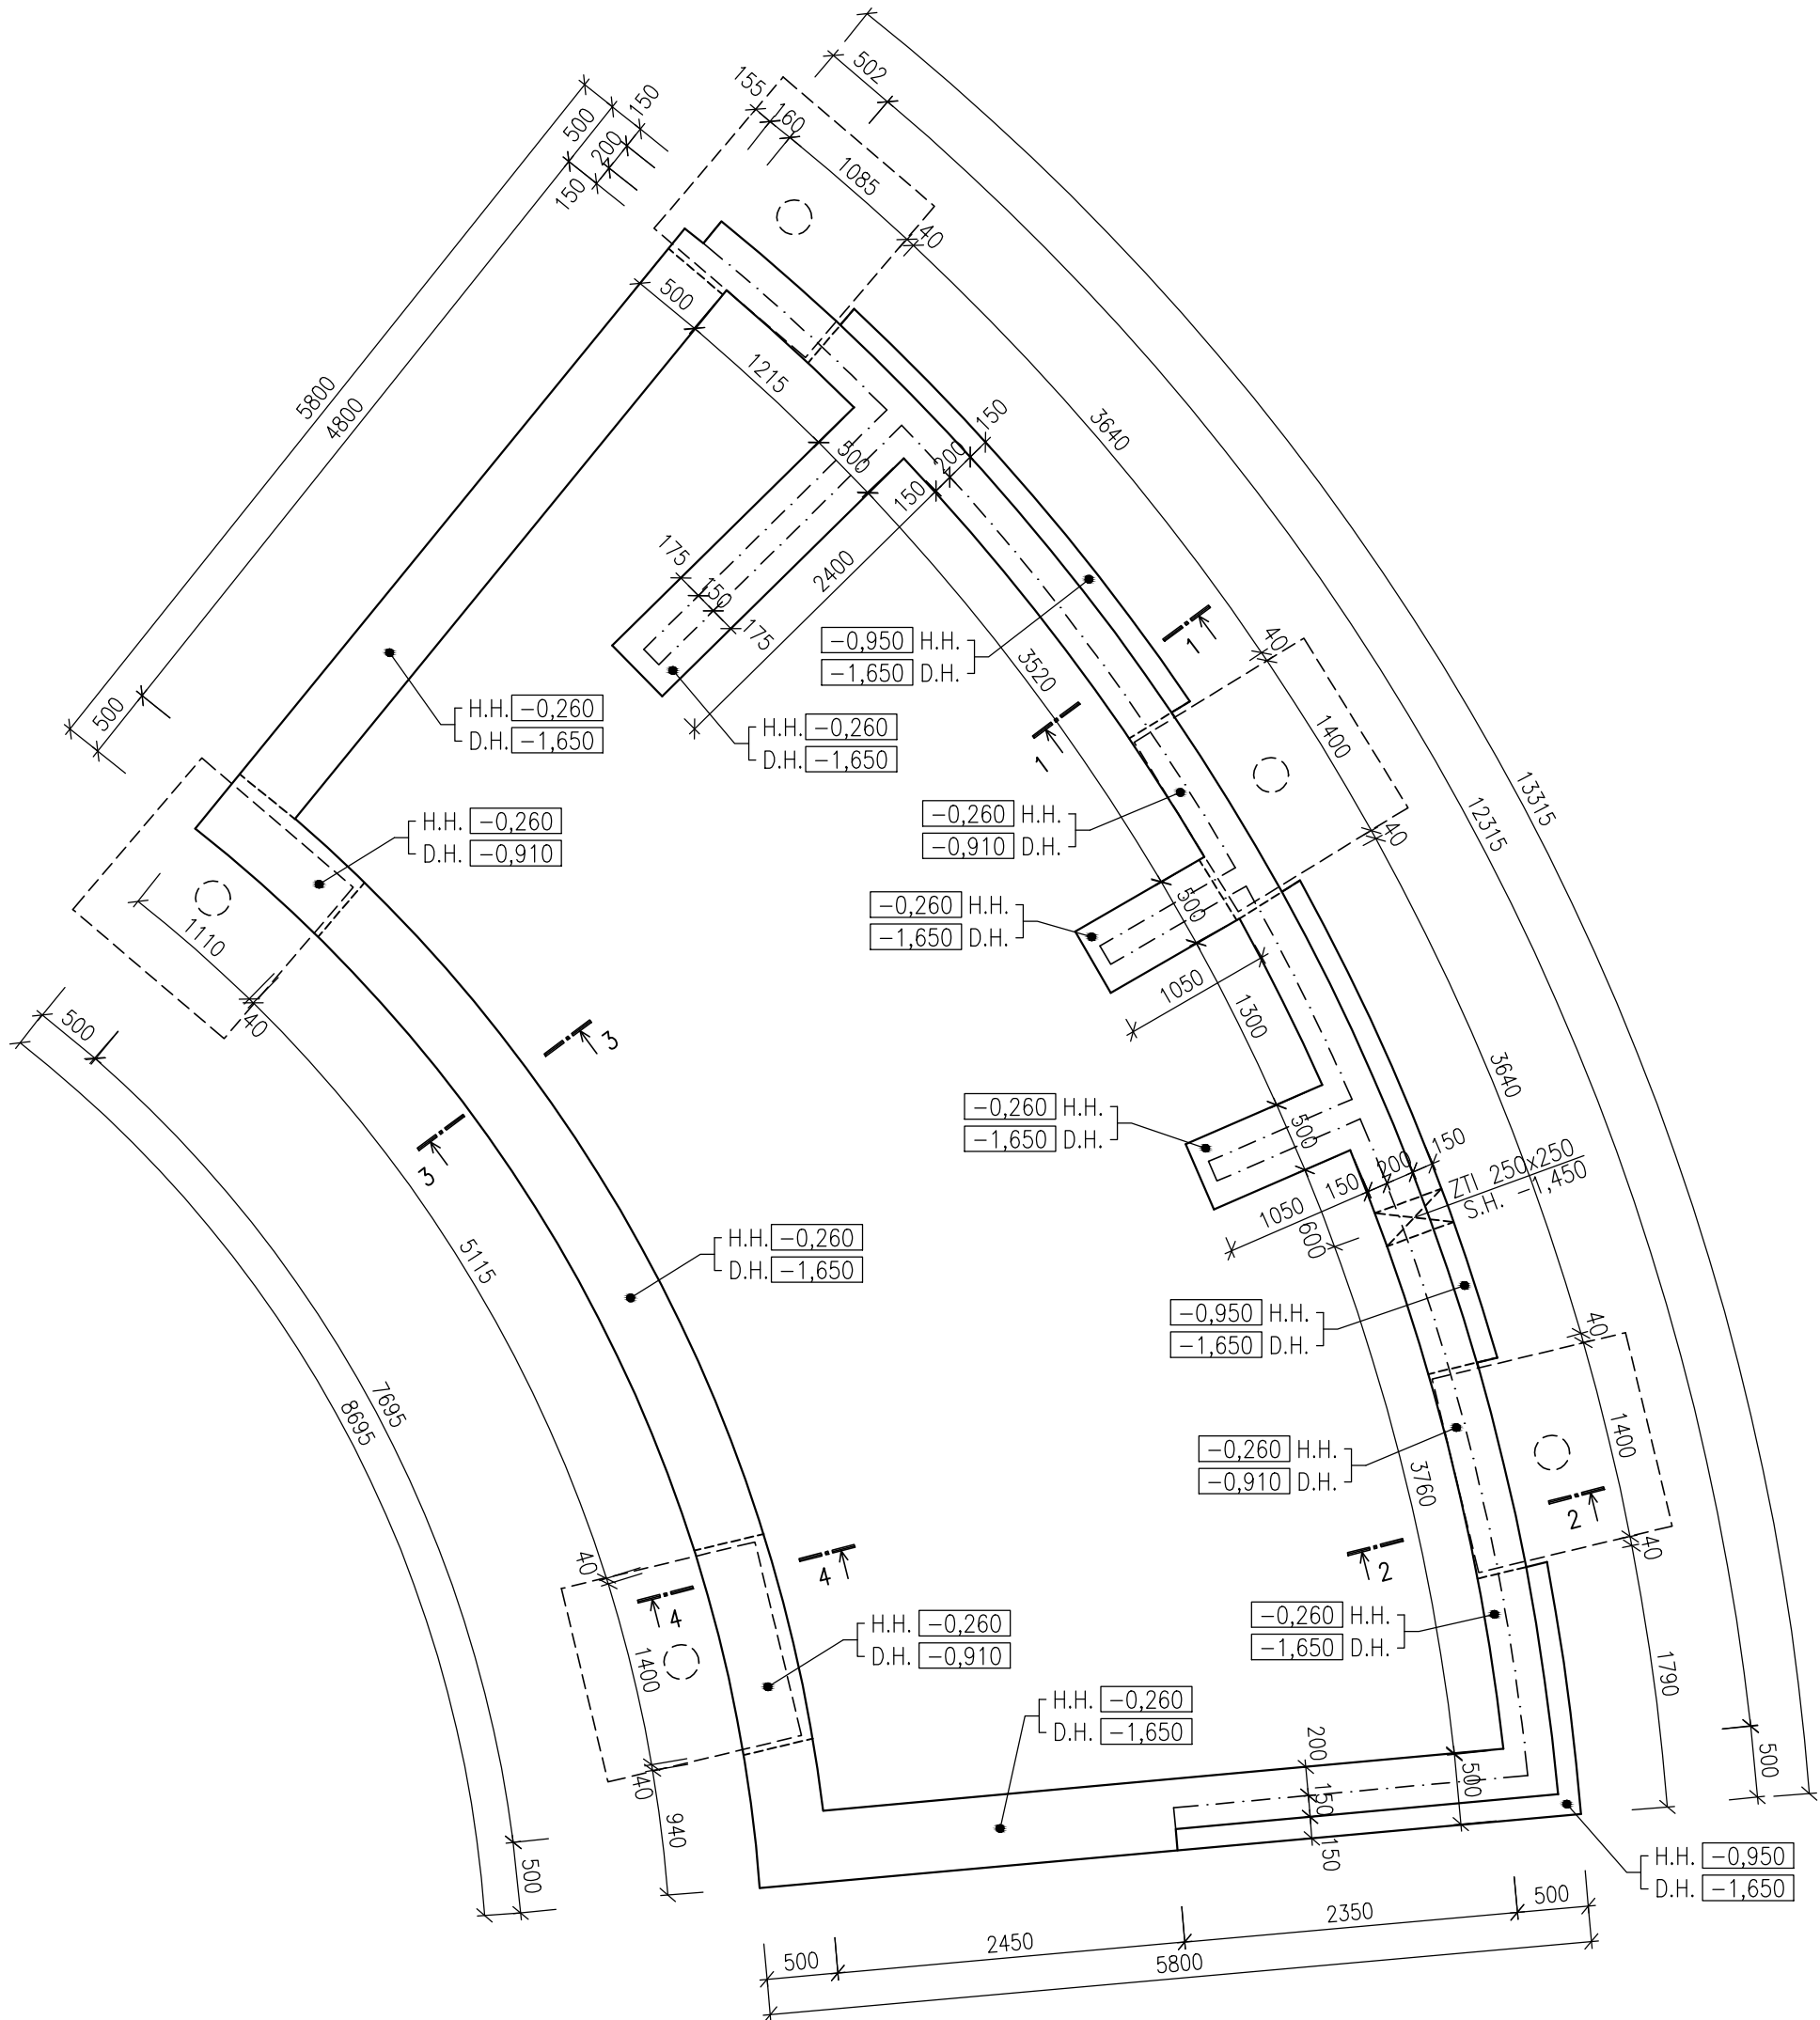 502
155
160
150
500
200
150
1085
40
500
5800
4800
1215
3640
150
200
500
150
175
150
2400
175
−0,950 H.H.
−1,650 D.H.
1
40
3520
H.H. −0,260
D.H. −1,650
500
H.H. −0,260
D.H. −1,650
1
1400
13315
12315
H.H. −0,260
D.H. −0,910
−0,260 H.H.
−0,910 D.H.
40
−0,260 H.H.
−1,650 D.H.
500
1110
1050
1300
40
500
3
3
3640
−0,260 H.H.
−1,650 D.H.
500
150
200
150
ZTI 250x250
S.H. −1,450
1050
600
H.H. −0,260
D.H. −1,650
5115
−0,950 H.H.
−1,650 D.H.
40
7695
8695
1400
−0,260 H.H.
−0,910 D.H.
3760
2
2
40
40
4
4
−0,260 H.H.
−1,650 D.H.
H.H. −0,260
D.H. −0,910
1400
1790
H.H. −0,260
D.H. −1,650
200
500
500
150
150
40
940
500
H.H. −0,950
D.H. −1,650
500
2350
2450
500
5800